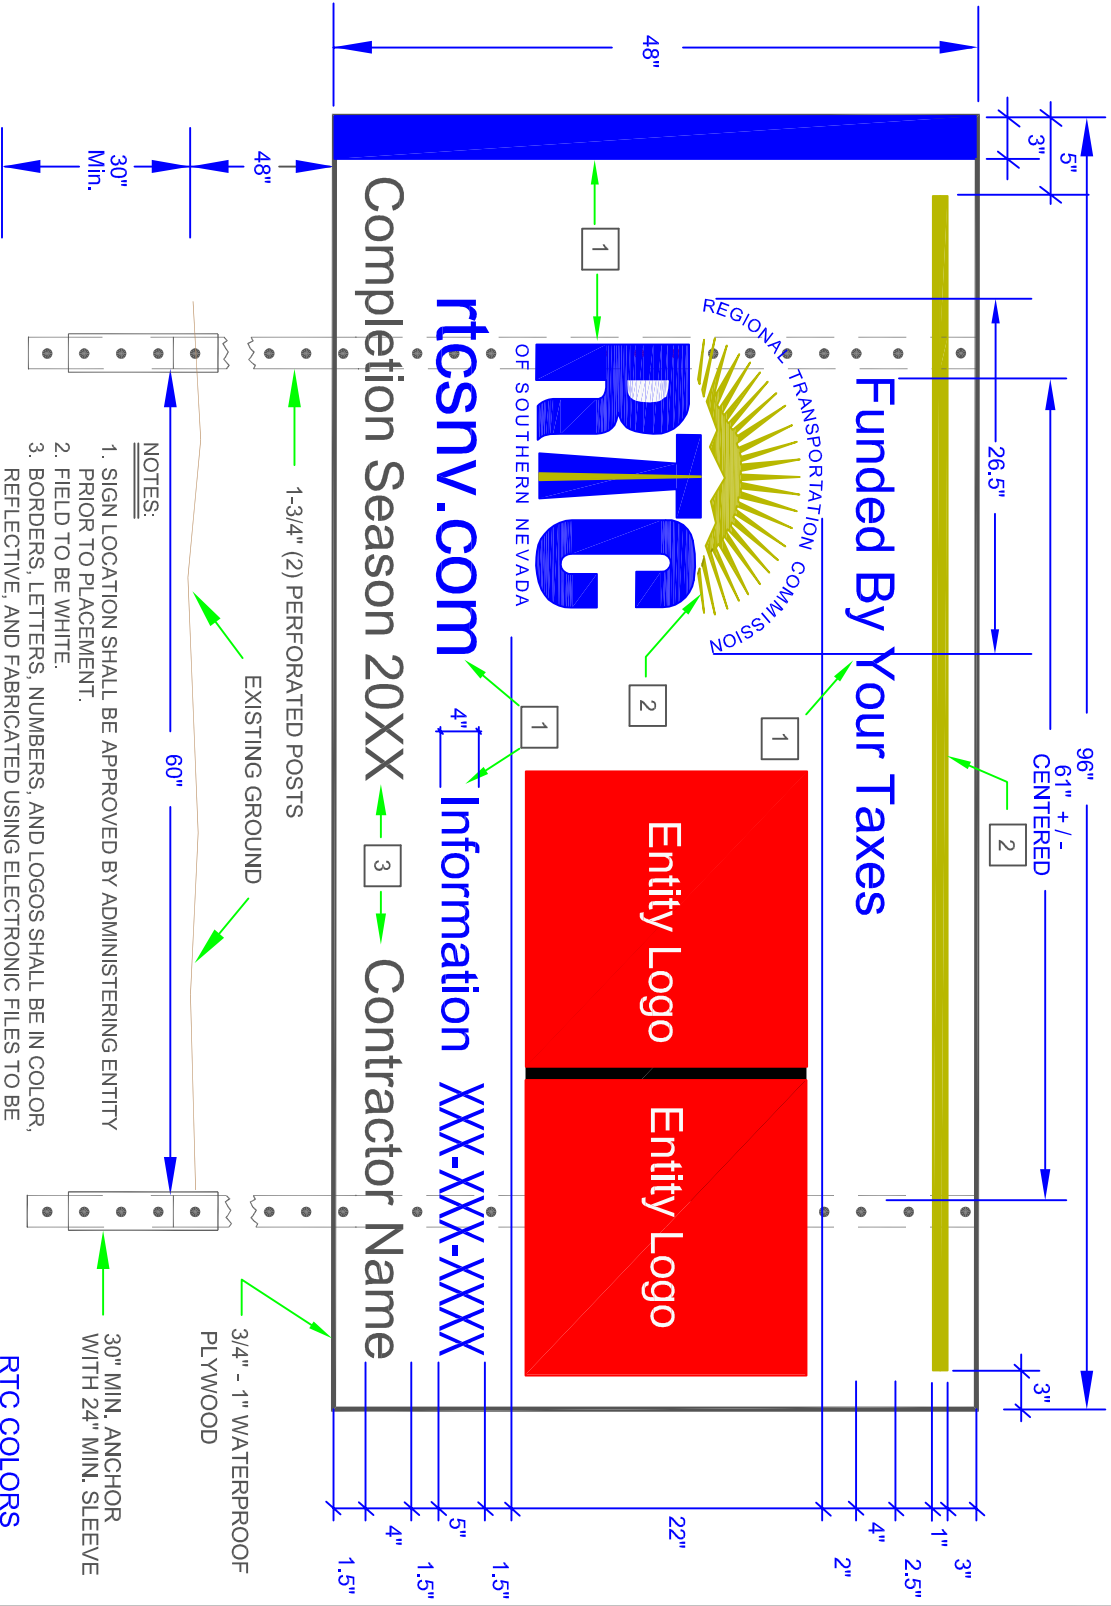 96"
61" +/-
CENTERED
5"
3"
26.5"
3"
48"
Funded By Your Taxes
REGIONAL TRANSPORTATION COMMISSION
RTC
OF SOUTHERN NEVADA
Entity Logo
Entity Logo
rtcsnv.com
Information XXX-XXX-XXXX
4"
Completion Season 20XX
Contractor Name
1
2
1
2
1
3
3"
1"
2.5"
4"
2"
22"
1.5"
5"
1.5"
4"
1.5"
48"
30"
Min.
1-3/4" (2) PERFORATED POSTS
EXISTING GROUND
60"
3/4" - 1" WATERPROOF
PLYWOOD
30" MIN. ANCHOR
WITH 24" MIN. SLEEVE
NOTES:
1. SIGN LOCATION SHALL BE APPROVED BY ADMINISTERING ENTITY
PRIOR TO PLACEMENT.
2. FIELD TO BE WHITE.
3. BORDERS, LETTERS, NUMBERS, AND LOGOS SHALL BE IN COLOR,
REFLECTIVE, AND FABRICATED USING ELECTRONIC FILES TO BE
RTC COLORS